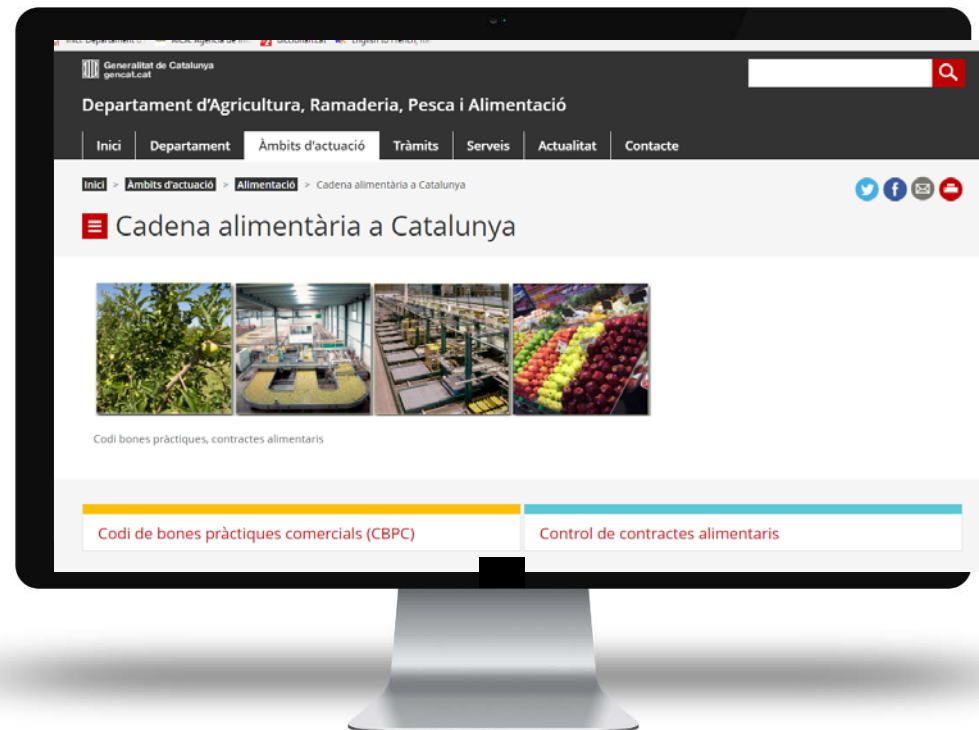 Generalitat de Catalunya
gencat.cat
Departament d'Agricultura, Ramaderia, Pesca i Alimentació
Inici Departament Àmbits d'actuació Tràmits Serveis Actualitat Contacte
Inici > Àmbits d'actuació > Alimentació > Cadena alimentària a Catalunya
Cadena alimentària a Catalunya
Codi bones pràctiques, contractes alimentaris
Codi de bones pràctiques comercials (CBPC) Control de contractes alimentaris